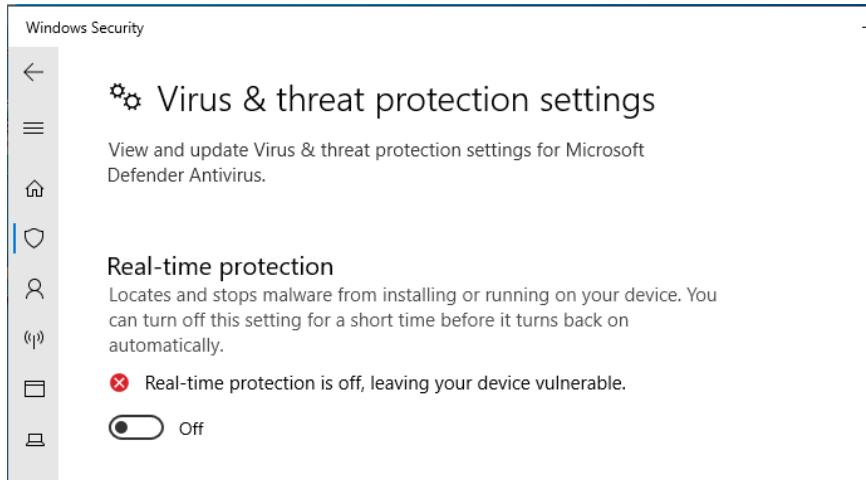 Windows Security
Virus & threat protection settings
View and update Virus & threat protection settings for Microsoft
Defender Antivirus.
Real-time protection
Locates and stops malware from installing or running on your device. You
can turn off this setting for a short time before it turns back on
automatically.
Real-time protection is off, leaving your device vulnerable.
Off